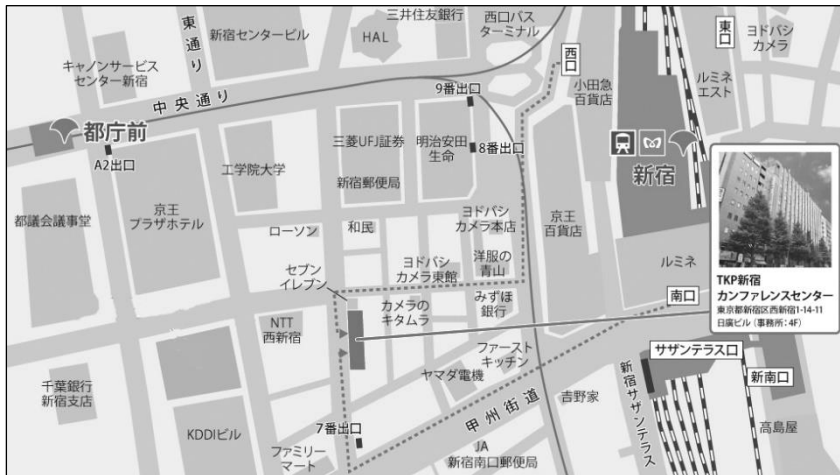 東通り
新宿センタービル
HAL
三井住友銀行
西口バス
ターミナル
西口
小田急
百貨店
東口
ヨドバシ
カメラ
ルミネ
エスト
キャノンサービス
センター新宿
中央通り
都庁前
A2出口
9番出口
8番出口
三菱UFJ証券
明治安田
生命
新宿郵便局
工学院大学
新宿
都議会議事堂
京王
プラザホテル
ローソン
和民
ヨドバシ
カメラ本店
京王
百貨店
洋服の
青山
ヨドバシ
カメラ東館
セブン
イレブン
カメラの
キタムラ
みずほ
銀行
ルミネ
南口
TKP新宿
カンファレンスセンター
東京都新宿区西新宿1-14-11
日廣ビル（事務所：4F）
NTT
西新宿
ファースト
キッチン
ヤマダ電機
サザンテラス口
新南口
千葉銀行
新宿支店
甲州街道
吉野家
新宿サザンテラス
高島屋
KDDIビル
7番出口
ファミリー
マート
JA
新宿南口郵便局